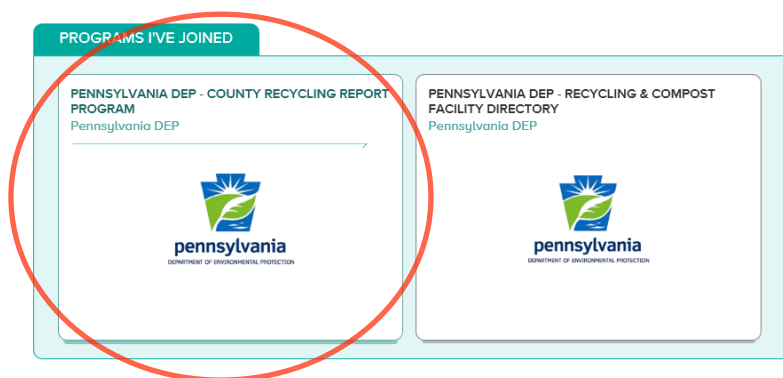 PROGRAMS I'VE JOINED
PENNSYLVANIA DEP - COUNTY RECYCLING REPORT
PROGRAM
Pennsylvania DEP
pennsylvania
DEPARTMENT OF ENVIRONMENTAL PROTECTION
PENNSYLVANIA DEP - RECYCLING & COMPOST
FACILITY DIRECTORY
Pennsylvania DEP
pennsylvania
DEPARTMENT OF ENVIRONMENTAL PROTECTION